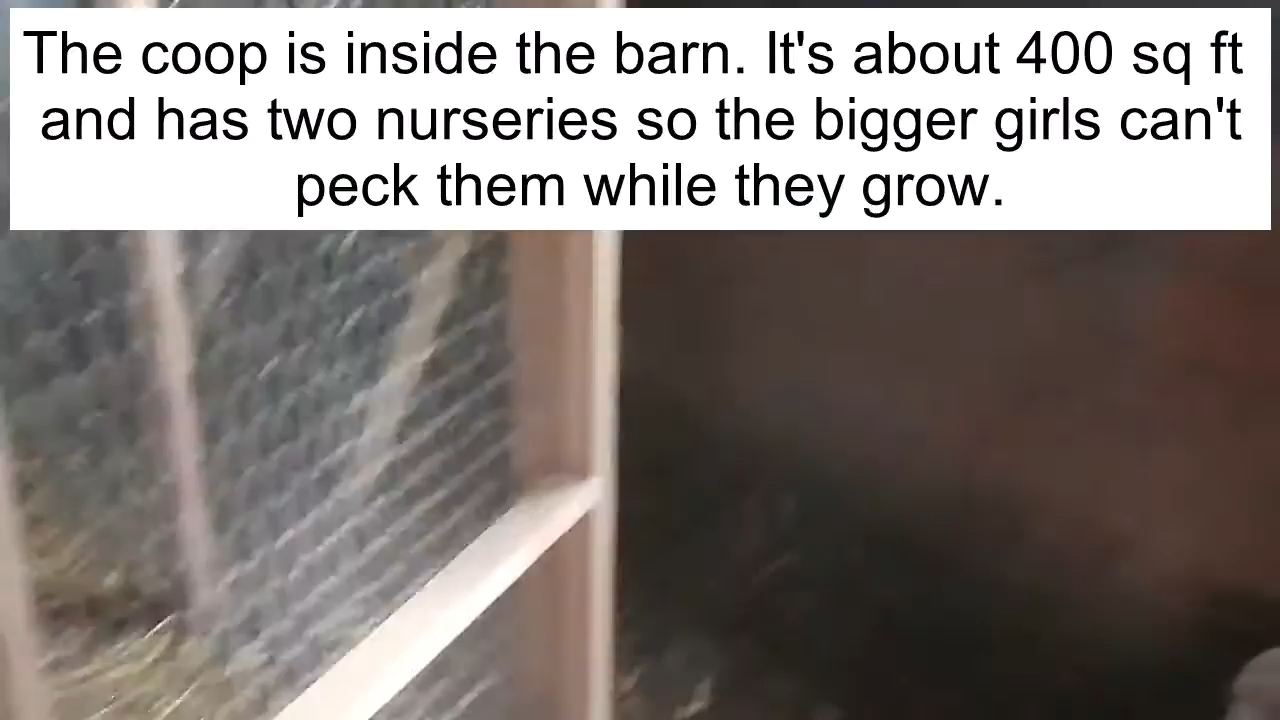 The coop is inside the barn. It's about 400 sq ft
and has two nurseries so the bigger girls can't
peck them while they grow.